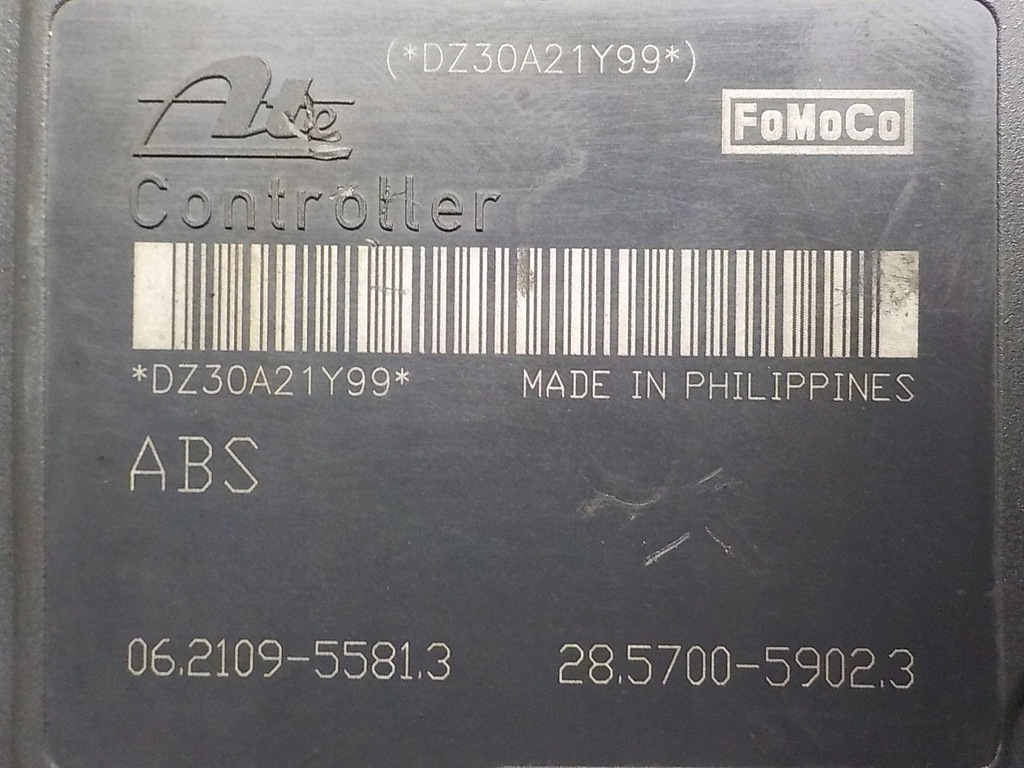 (*DZ30A21Y99*)
Ate
FoMoCo
Controller
*DZ30A21Y99*
MADE IN PHILIPPINES
ABS
06.2109-5581.3
28.5700-5902.3